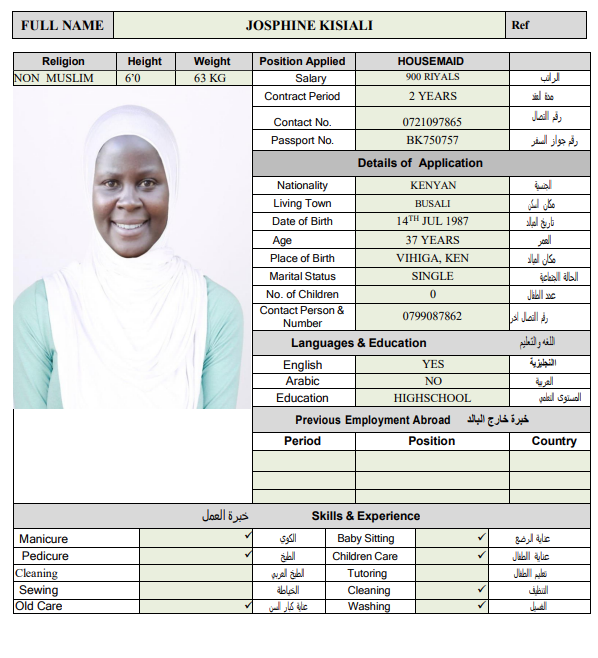 FULL NAME JOSPHINE KISIALI Ref
Religion Height Weight Position Applied HOUSEMAID
NON MUSLIM 6'0 63 KG Salary 900 RIYALS الراتب
Contract Period 2 YEARS مدة العقد
Contact No. 0721097865 رقم التصال
Passport No. BK750757 رقم جواز السفر
Details of Application
Nationality KENYAN الجنسية
Living Town BUSALI مكان السكن
Date of Birth 14TH JUL 1987 تاريخ الميلاد
Age 37 YEARS العمر
Place of Birth VIHIGA, KEN مكان الميلاد
Marital Status SINGLE الحالة الاجتماعية
No. of Children 0 عدد الطفال
Contact Person & Number 0799087862 رقم التصال اخر
Languages & Education اللغه والتعليم
English YES النجليزية
Arabic NO العربية
Education HIGHSCHOOL المستوى التعلمي
Previous Employment Abroad خبرة خارج البالد
Period Position Country
خبرة العمل Skills & Experience
Manicure ✓ الكوي Baby Sitting ✓ عناية الرضع
Pedicure ✓ الطبخ Children Care ✓ عناية الطفال
Cleaning الطبخ العربي Tutoring تعليم الطفال
Sewing الخياطة Cleaning ✓ التنظيف
Old Care ✓ عناية كبار السن Washing ✓ الغسيل